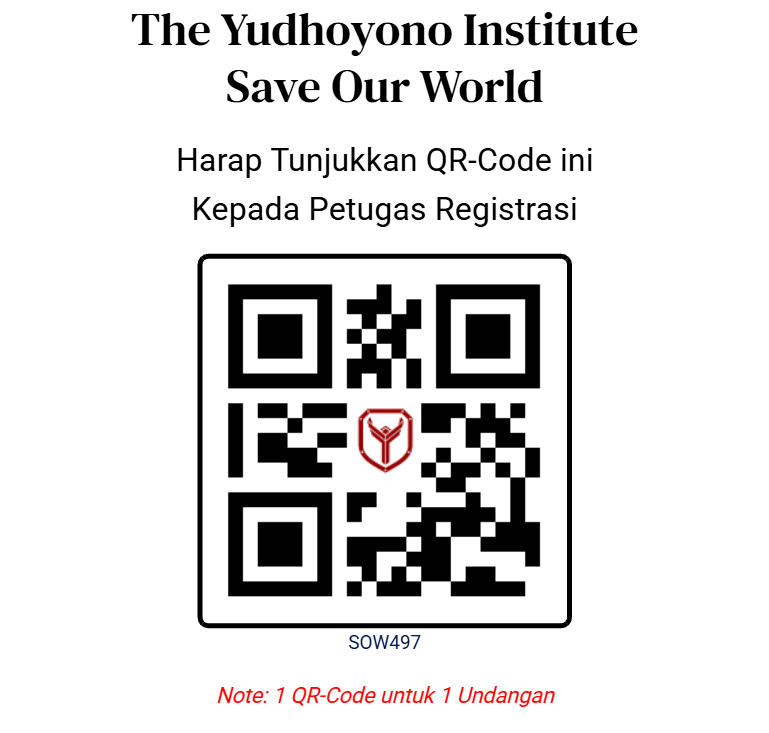 The Yudhoyono Institute
Save Our World
Harap Tunjukkan QR-Code ini
Kepada Petugas Registrasi
SOW497
Note: 1 QR-Code untuk 1 Undangan